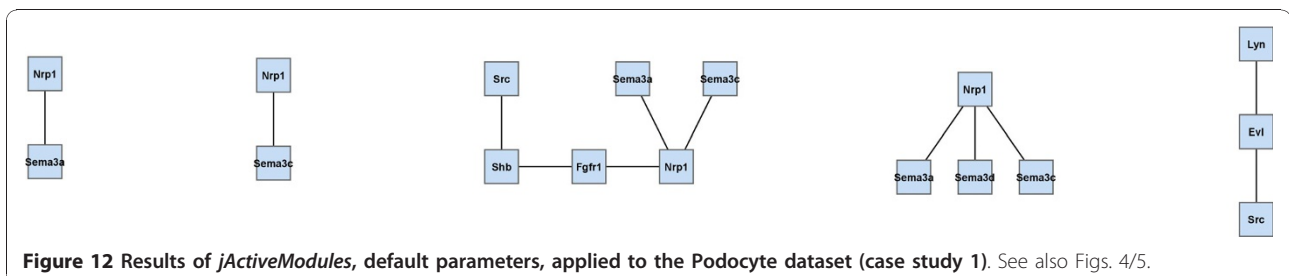 Nrp1
Sema3a
Nrp1
Sema3c
Src
Sema3a
Sema3c
Shb
Fgfr1
Nrp1
Nrp1
Sema3a
Sema3d
Sema3c
Lyn
Evl
Src
Figure 12 Results of jActiveModules, default parameters, applied to the Podocyte dataset (case study 1). See also Figs. 4/5.